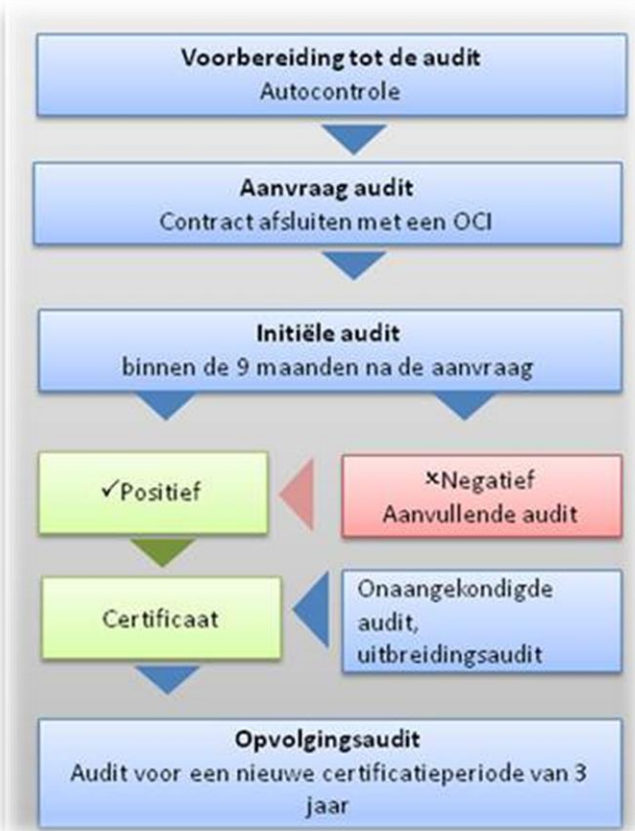 Voorbereiding tot de audit
Autocontrole
Aanvraag audit
Contract afsluiten met een OCI
Initiële audit
binnen de 9 maanden na de aanvraag
✓Positief
×Negatief
Aanvullende audit
Certificaat
Onaangekondigde
audit,
uitbreidingsaudit
Opvolgingsaudit
Audit voor een nieuwe certificatieperiode van 3
jaar